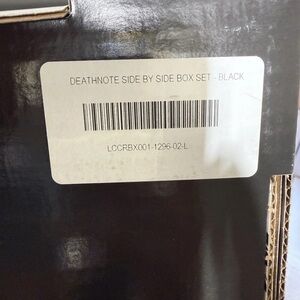 DEATHNOTE SIDE BY SIDE BOX SET - BLACK
LCCRBX001-1296-02-L